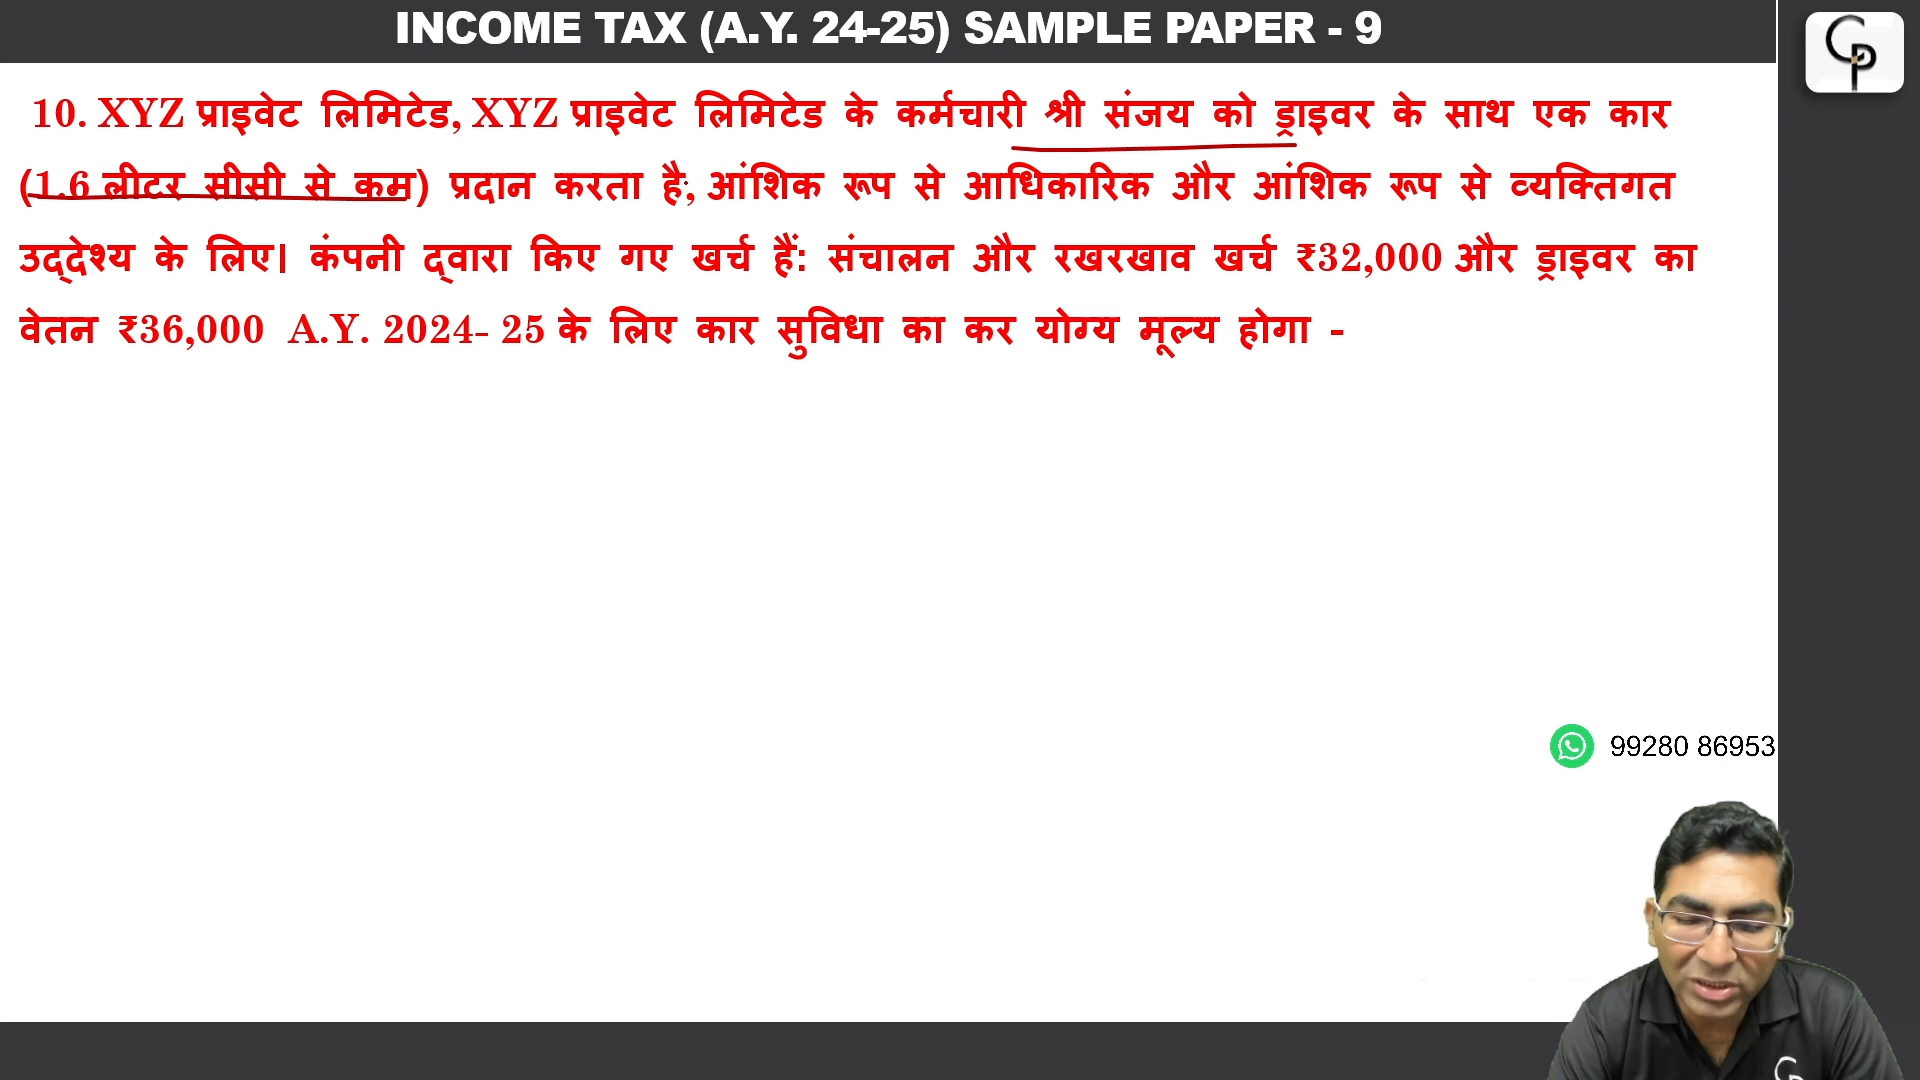 INCOME TAX (A.Y. 24-25) SAMPLE PAPER - 9
CP
10. XYZ प्राइवेट लिमिटेड, XYZ प्राइवेट लिमिटेड के कर्मचारी श्री संजय को ड्राइवर के साथ एक कार
(1.6 लीटर सीसी से कम) प्रदान करता है, आंशिक रूप से आधिकारिक और आंशिक रूप से व्यक्तिगत
उद्देश्य के लिए। कंपनी द्वारा किए गए खर्च हैं: संचालन और रखरखाव खर्च ₹32,000 और ड्राइवर का
वेतन ₹36,000 A.Y. 2024- 25 के लिए कार सुविधा का कर योग्य मूल्य होगा -
99280 86953